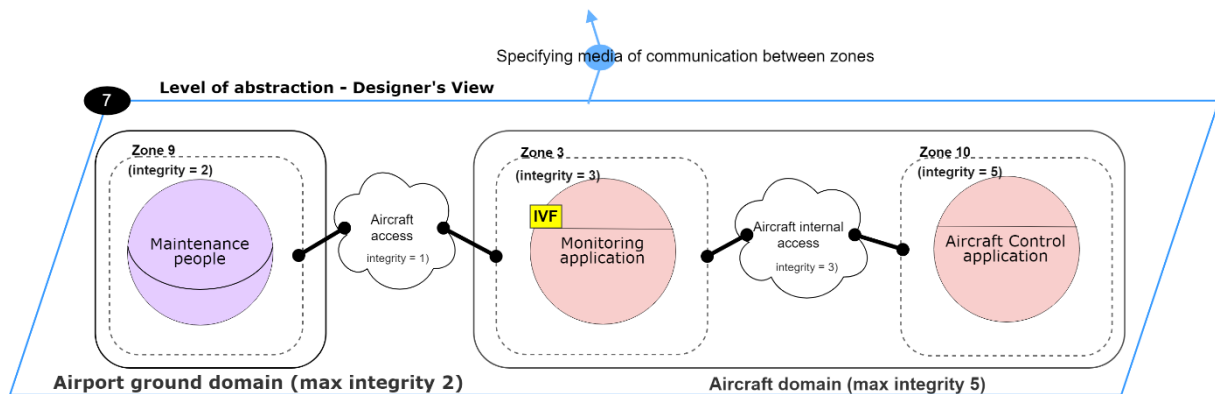 Specifying media of communication between zones
Level of abstraction - Designer's View
7
Zone 9
(integrity = 2)
Maintenance
people
Aircraft
access
integrity = 1)
Zone 3
(integrity = 3)
IVF
Monitoring
application
Aircraft internal
access
integrity = 3)
Zone 10
(integrity = 5)
Aircraft Control
application
Airport ground domain (max integrity 2)
Aircraft domain (max integrity 5)